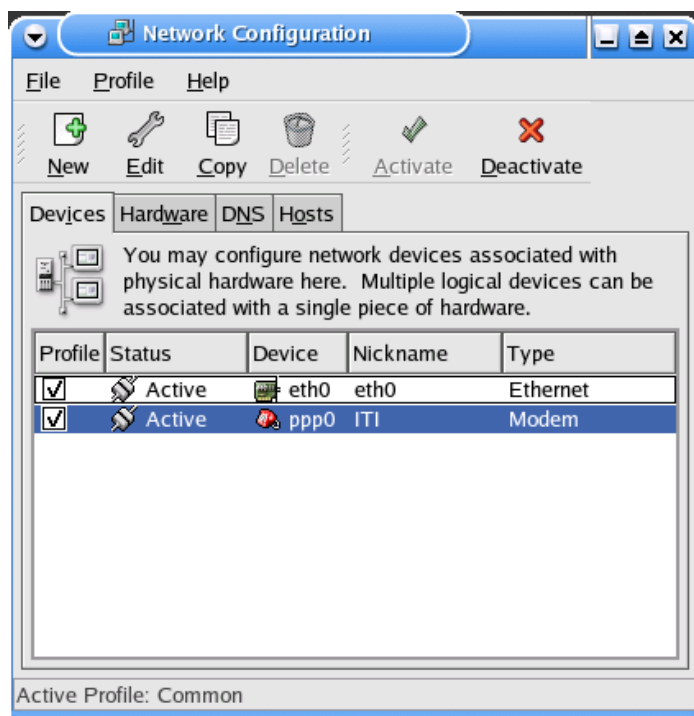 Network Configuration
File Profile Help
New Edit Copy Delete Activate Deactivate
Devices Hardware DNS Hosts
You may configure network devices associated with
physical hardware here. Multiple logical devices can be
associated with a single piece of hardware.
Profile Status Device Nickname Type
Active eth0 eth0 Ethernet
Active ppp0 ITI Modem
Active Profile: Common